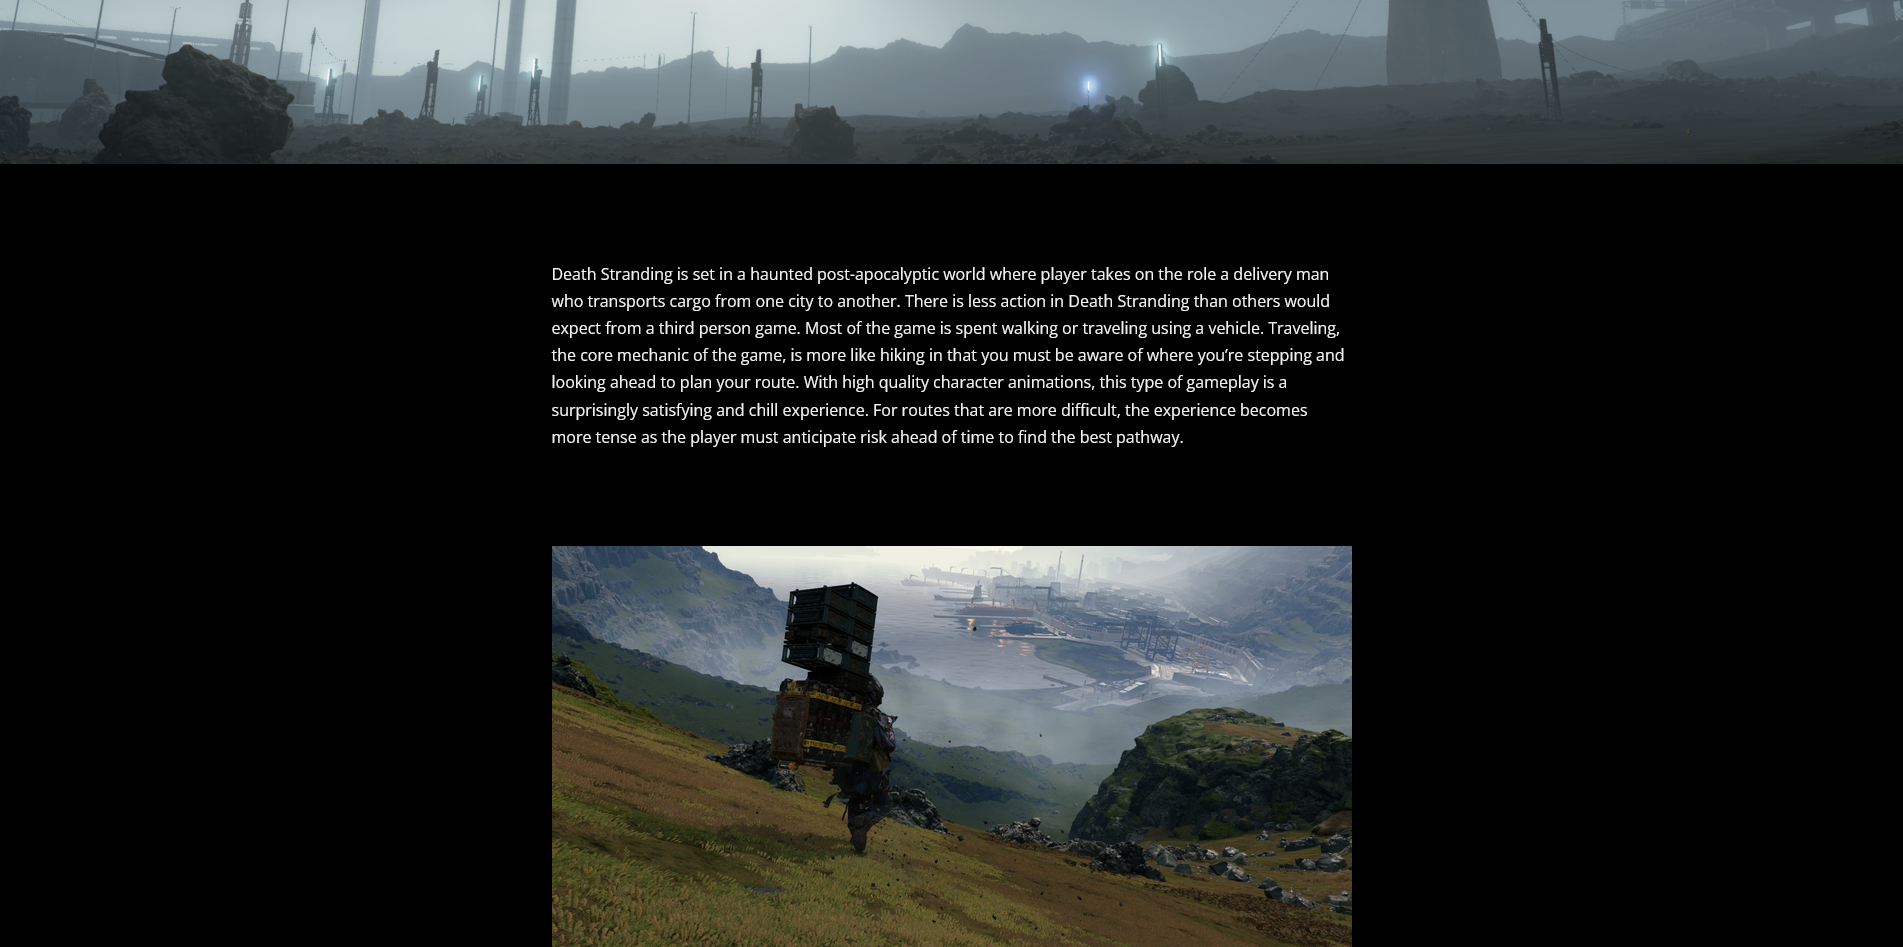 Death Stranding is set in a haunted post-apocalyptic world where player takes on the role a delivery man
who transports cargo from one city to another. There is less action in Death Stranding than others would
expect from a third person game. Most of the game is spent walking or traveling using a vehicle. Traveling,
the core mechanic of the game, is more like hiking in that you must be aware of where you’re stepping and
looking ahead to plan your route. With high quality character animations, this type of gameplay is a
surprisingly satisfying and chill experience. For routes that are more difficult, the experience becomes
more tense as the player must anticipate risk ahead of time to find the best pathway.